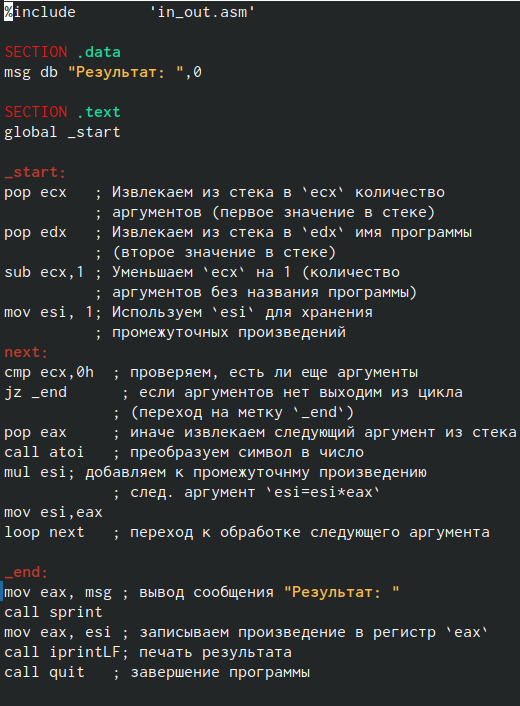 %include        'in_out.asm'

SECTION .data
msg db "Результат: ",0

SECTION .text
global _start

_start:
pop ecx   ; Извлекаем из стека в `ecx` количество
          ; аргументов (первое значение в стеке)
pop edx   ; Извлекаем из стека в `edx` имя программы
          ; (второе значение в стеке)
sub ecx,1 ; Уменьшаем `ecx` на 1 (количество
          ; аргументов без названия программы)
mov esi, 1; Используем `esi` для хранения
          ; промежуточных произведений
next:
cmp ecx,0h  ; проверяем, есть ли еще аргументы
jz _end      ; если аргументов нет выходим из цикла
            ; (переход на метку `_end`)
pop eax     ; иначе извлекаем следующий аргумент из стека
call atoi   ; преобразуем символ в число
mul esi; добавляем к промежуточнму произведению
            ; след. аргумент `esi=esi*eax`
mov esi,eax
loop next   ; переход к обработке следующего аргумента

_end:
mov eax, msg ; вывод сообщения "Результат: "
call sprint
mov eax, esi ; записываем произведение в регистр `eax`
call iprintLF; печать результата
call quit   ; завершение программы